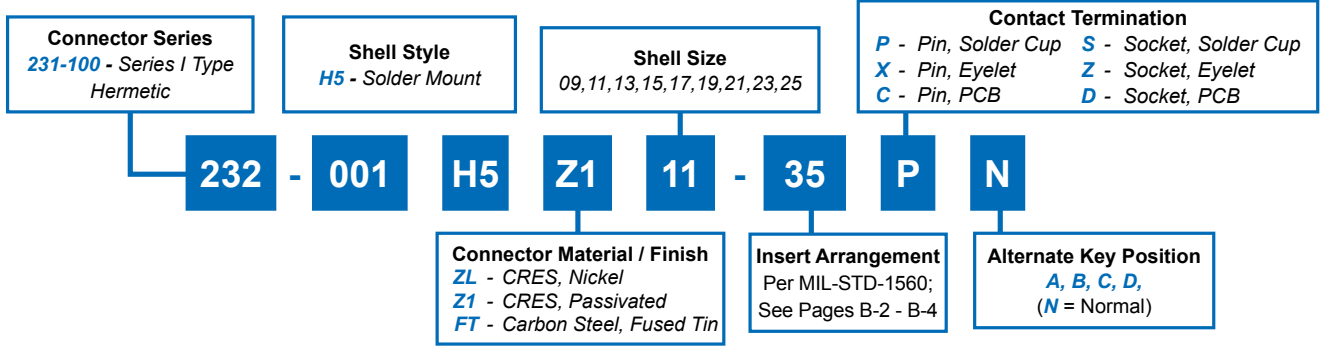 Connector Series
231-100 - Series I Type
Hermetic
Shell Style
H5 - Solder Mount
Shell Size
09,11,13,15,17,19,21,23,25
Contact Termination
P - Pin, Solder Cup S - Socket, Solder Cup
X - Pin, Eyelet Z - Socket, Eyelet
C - Pin, PCB D - Socket, PCB
232 - 001 H5 Z1 11 - 35 P N
Connector Material / Finish
ZL - CRES, Nickel
Z1 - CRES, Passivated
FT - Carbon Steel, Fused Tin
Insert Arrangement
Per MIL-STD-1560;
See Pages B-2 - B-4
Alternate Key Position
A, B, C, D,
(N = Normal)